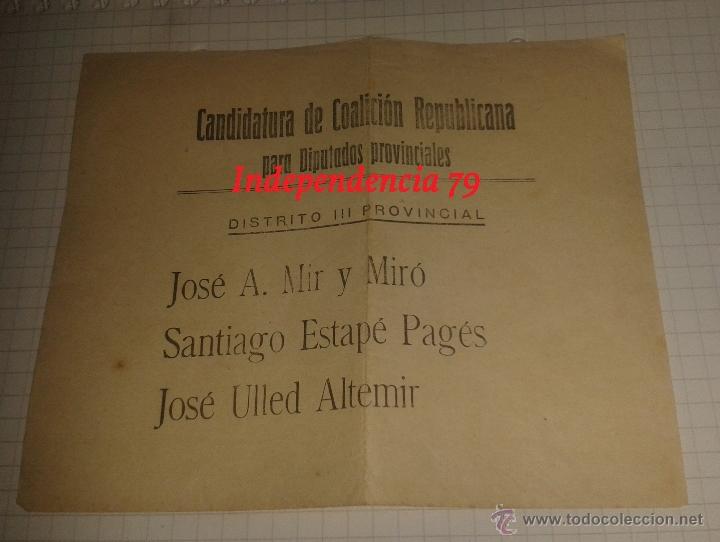 Candidatura de Coalición Republicana
para Diputados provinciales
Independencia 79
DISTRITO III PROVINCIAL
José A. Mir y Miró
Santiago Estapé Pagés
José Ulled Altemir
www.todocoleccion.net